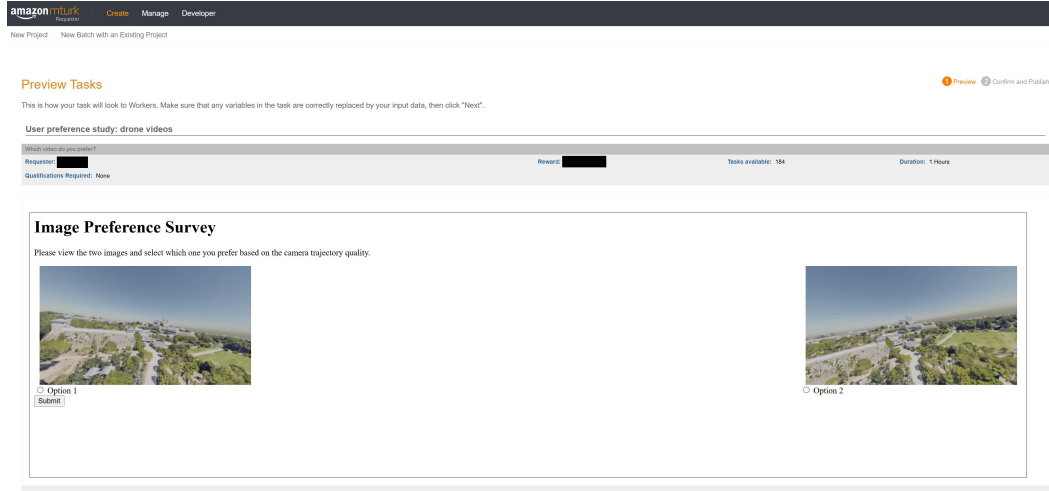 amazon mturk
Requester
Create Manage Developer
New Project New Batch with an Existing Project
Preview Tasks
1 Preview 2 Confirm and Publish
This is how your task will look to Workers. Make sure that any variables in the task are correctly replaced by your input data, then click "Next".
User preference study: drone videos
Which video do you prefer?
Requester: Reward: Tasks available: 184 Duration: 1 Hours
Qualifications Required: None
Image Preference Survey
Please view the two images and select which one you prefer based on the camera trajectory quality.
Option 1 Option 2
Submit